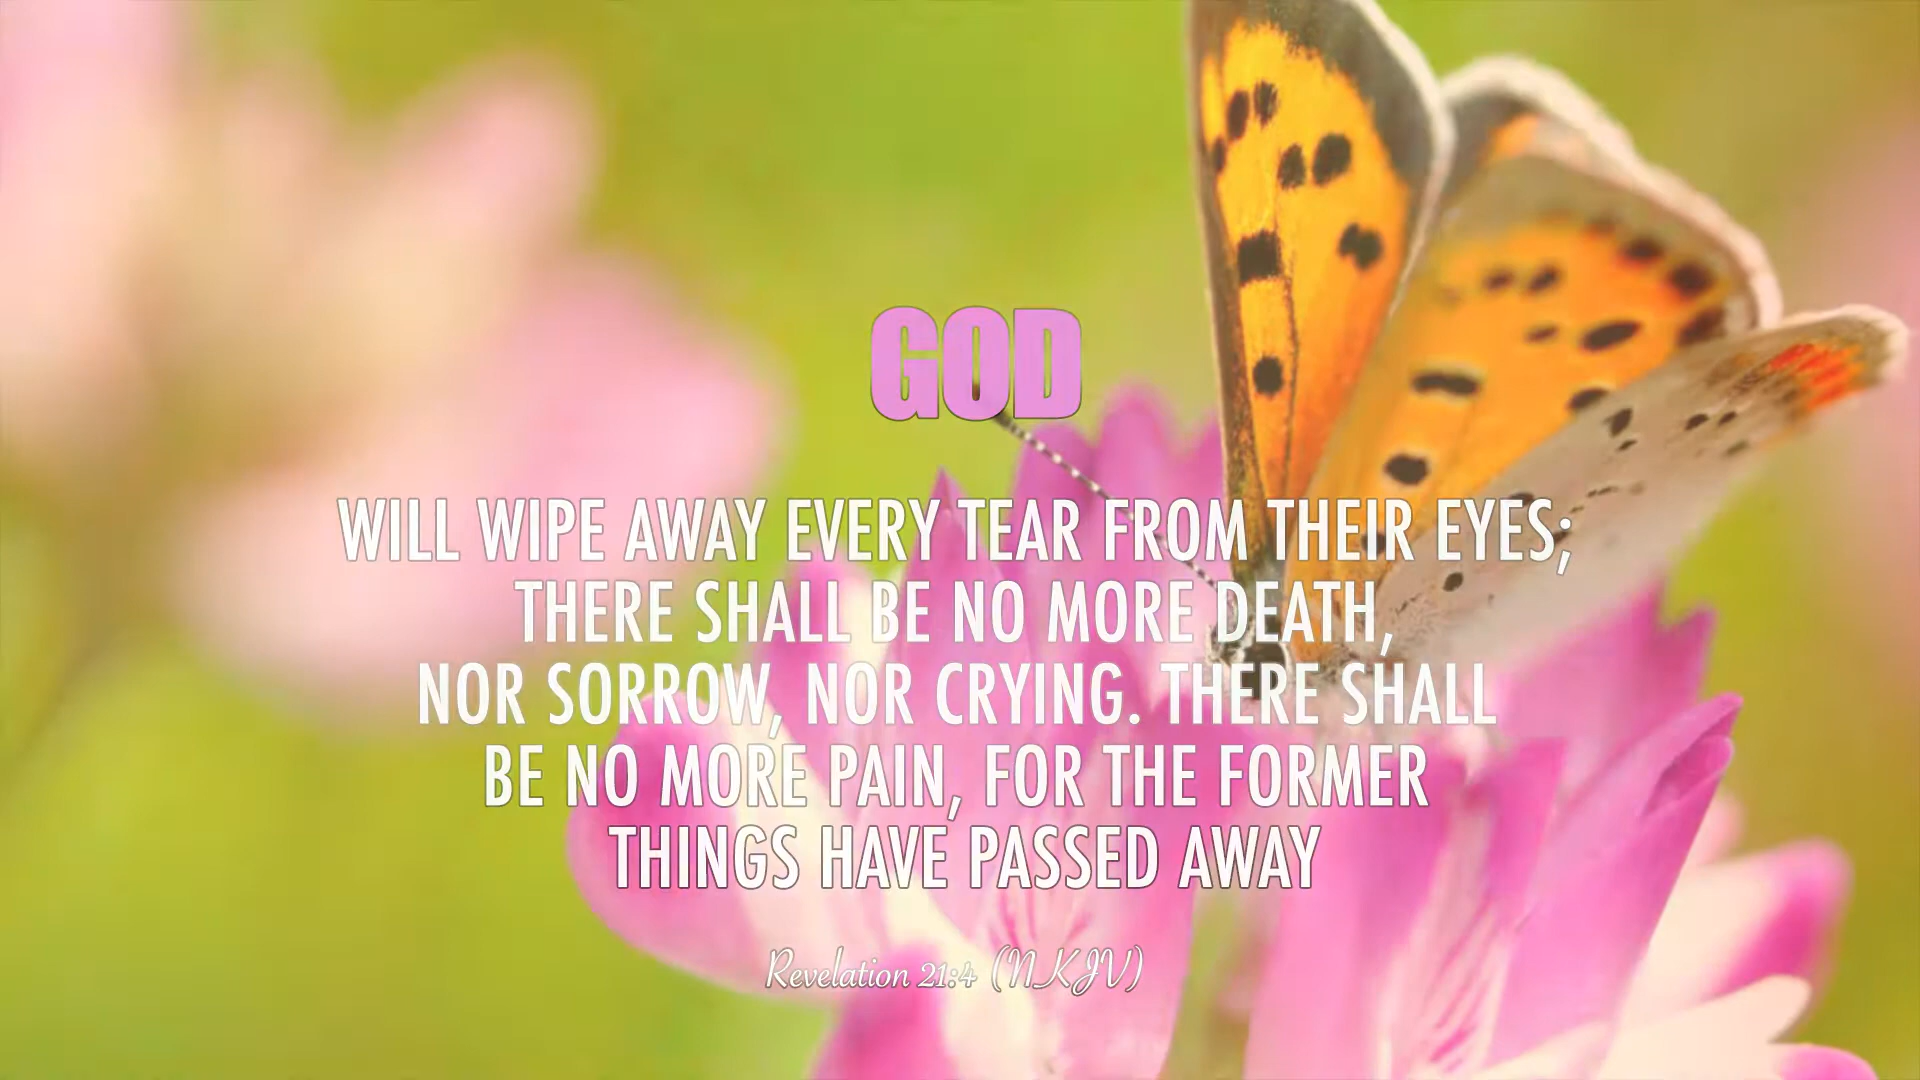 GOD
WILL WIPE AWAY EVERY TEAR FROM THEIR EYES;
THERE SHALL BE NO MORE DEATH,
NOR SORROW, NOR CRYING. THERE SHALL
BE NO MORE PAIN, FOR THE FORMER
THINGS HAVE PASSED AWAY
Revelation 21:4 (NKJV)